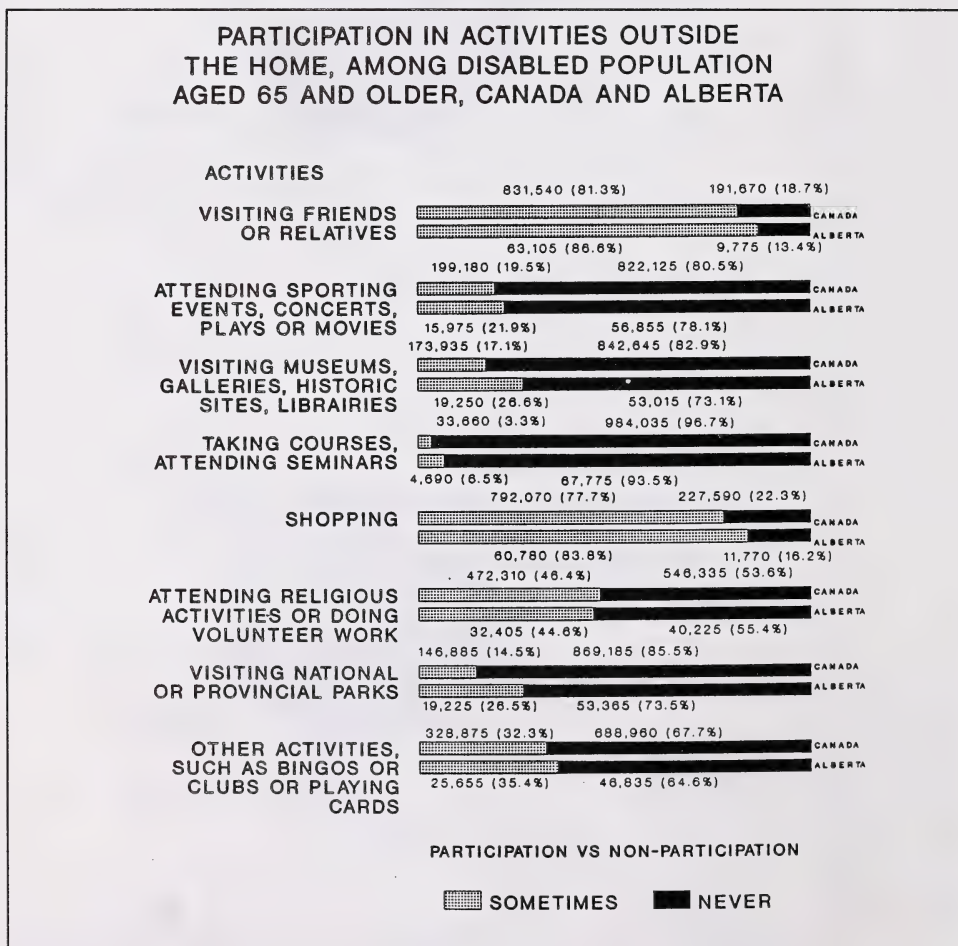 PARTICIPATION IN ACTIVITIES OUTSIDE
THE HOME, AMONG DISABLED POPULATION
AGED 65 AND OLDER, CANADA AND ALBERTA
ACTIVITIES
831,540 (81.3%) 191,670 (18.7%)
VISITING FRIENDS
OR RELATIVES
CANADA
ALBERTA
63,105 (86.6%) 9,775 (13.4%)
199,180 (19.5%) 822,125 (80.5%)
ATTENDING SPORTING
EVENTS, CONCERTS,
PLAYS OR MOVIES
CANADA
ALBERTA
15,975 (21.9%) 56,855 (78.1%)
173,935 (17.1%) 842,645 (82.9%)
VISITING MUSEUMS,
GALLERIES, HISTORIC
SITES, LIBRAIRIES
CANADA
ALBERTA
19,250 (26.6%) 53,015 (73.1%)
33,660 (3.3%) 984,035 (96.7%)
TAKING COURSES,
ATTENDING SEMINARS
CANADA
ALBERTA
4,690 (6.5%) 67,775 (93.5%)
792,070 (77.7%) 227,590 (22.3%)
SHOPPING
CANADA
ALBERTA
60,780 (83.8%) 11,770 (16.2%)
472,310 (46.4%) 546,335 (53.6%)
ATTENDING RELIGIOUS
ACTIVITIES OR DOING
VOLUNTEER WORK
CANADA
ALBERTA
32,405 (44.6%) 40,225 (55.4%)
146,885 (14.5%) 869,185 (85.5%)
VISITING NATIONAL
OR PROVINCIAL PARKS
CANADA
ALBERTA
19,225 (26.5%) 53,365 (73.5%)
328,875 (32.3%) 688,960 (67.7%)
OTHER ACTIVITIES,
SUCH AS BINGOS OR
CLUBS OR PLAYING
CARDS
CANADA
ALBERTA
25,655 (35.4%) 46,835 (64.6%)
PARTICIPATION VS NON-PARTICIPATION
SOMETIMES NEVER